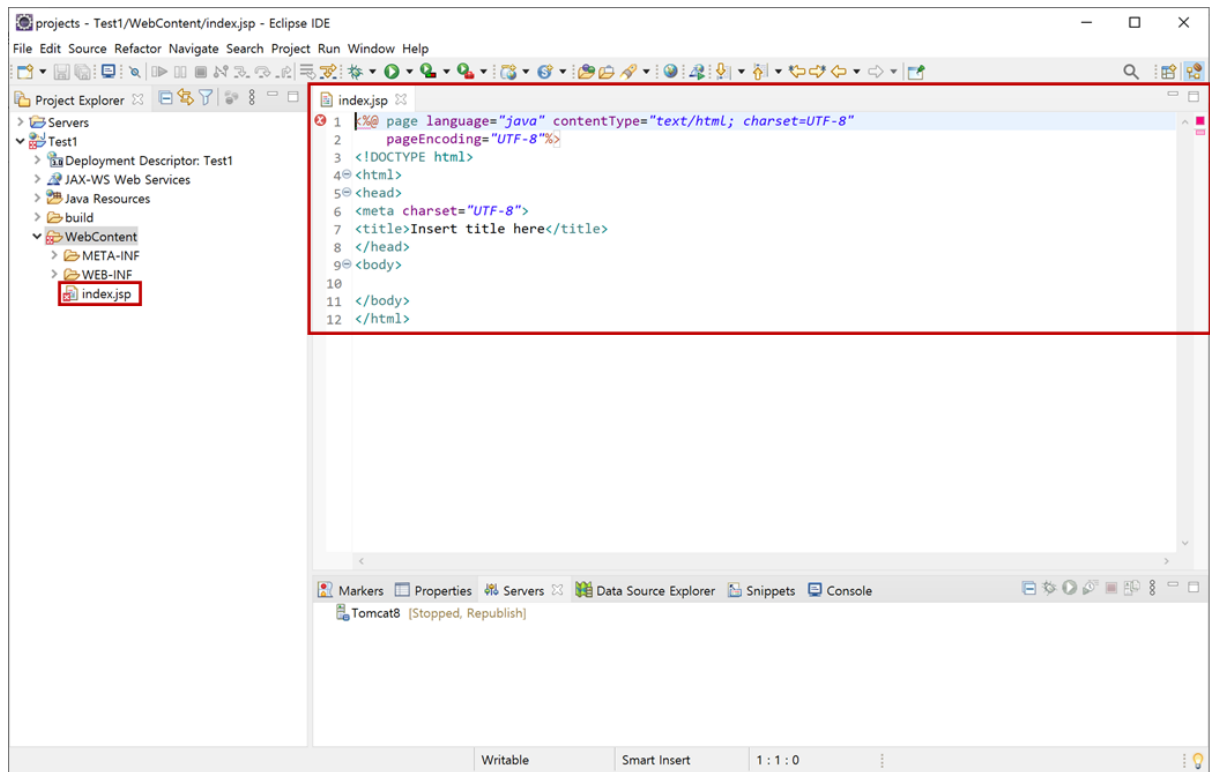 projects - Test1/WebContent/index.jsp - Eclipse IDE
File Edit Source Refactor Navigate Search Project Run Window Help
Project Explorer
Servers
Test1
Deployment Descriptor: Test1
JAX-WS Web Services
Java Resources
build
WebContent
META-INF
WEB-INF
index.jsp
index.jsp
1 <%@ page language="java" contentType="text/html; charset=UTF-8"
2 pageEncoding="UTF-8"%>
3 <!DOCTYPE html>
4 <html>
5 <head>
6 <meta charset="UTF-8">
7 <title>Insert title here</title>
8 </head>
9 <body>
10
11 </body>
12 </html>
Markers Properties Servers Data Source Explorer Snippets Console
Tomcat8 [Stopped, Republish]
Writable Smart Insert 1 : 1 : 0